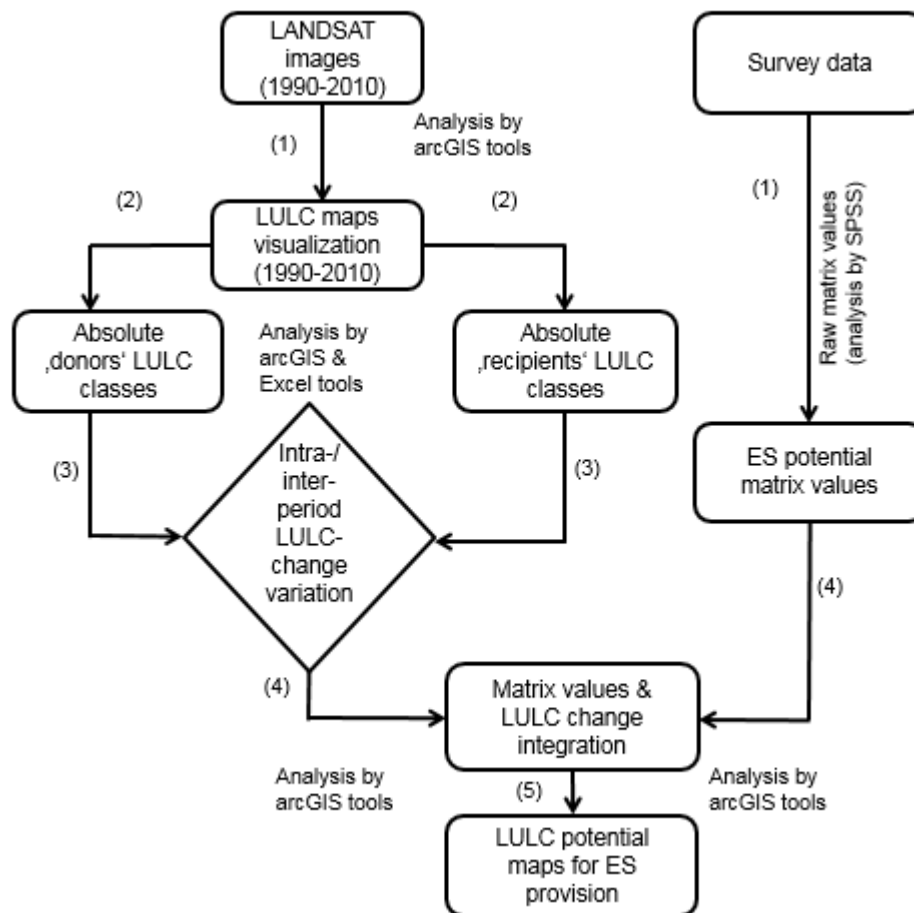 LANDSAT
images
(1990-2010)
Survey data
(1)
Analysis by
arcGIS tools
(1)
Raw matrix values
(analysis by SPSS)
(2)
(2)
LULC maps
visualization
(1990-2010)
Absolute
‚donors‘ LULC
classes
Analysis by
arcGIS &
Excel tools
Absolute
‚recipients‘ LULC
classes
(3)
Intra-/
inter-
period
LULC-
change
variation
(3)
ES potential
matrix values
(4)
(4)
Matrix values &
LULC change
integration
Analysis by
arcGIS tools
(5)
Analysis by
arcGIS tools
LULC potential
maps for ES
provision